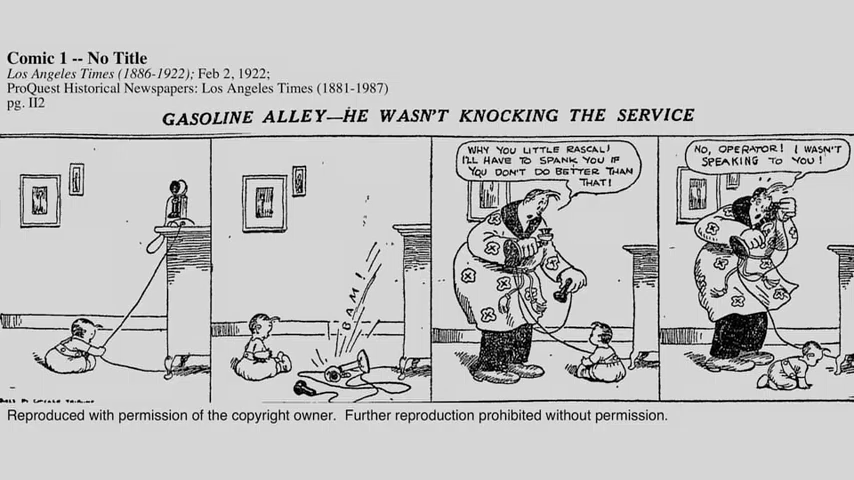 Comic 1 -- No Title
Los Angeles Times (1886-1922); Feb 2, 1922;
ProQuest Historical Newspapers: Los Angeles Times (1881-1987)
pg. II2
GASOLINE ALLEY—HE WASN'T KNOCKING THE SERVICE
BAM!
WHY YOU LITTLE RASCAL!
I'LL HAVE TO SPANK YOU IF
YOU DON'T DO BETTER THAN
THAT!
NO, OPERATOR! I WASN'T
SPEAKING TO YOU!
Reproduced with permission of the copyright owner. Further reproduction prohibited without permission.